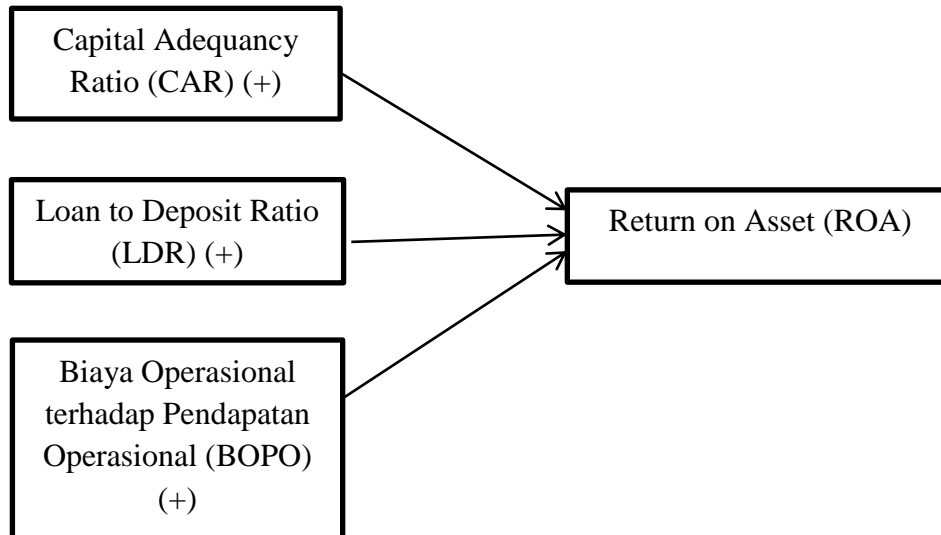 Capital Adequancy
Ratio (CAR) (+)
Loan to Deposit Ratio
(LDR) (+)
Return on Asset (ROA)
Biaya Operasional
terhadap Pendapatan
Operasional (BOPO)
(+)